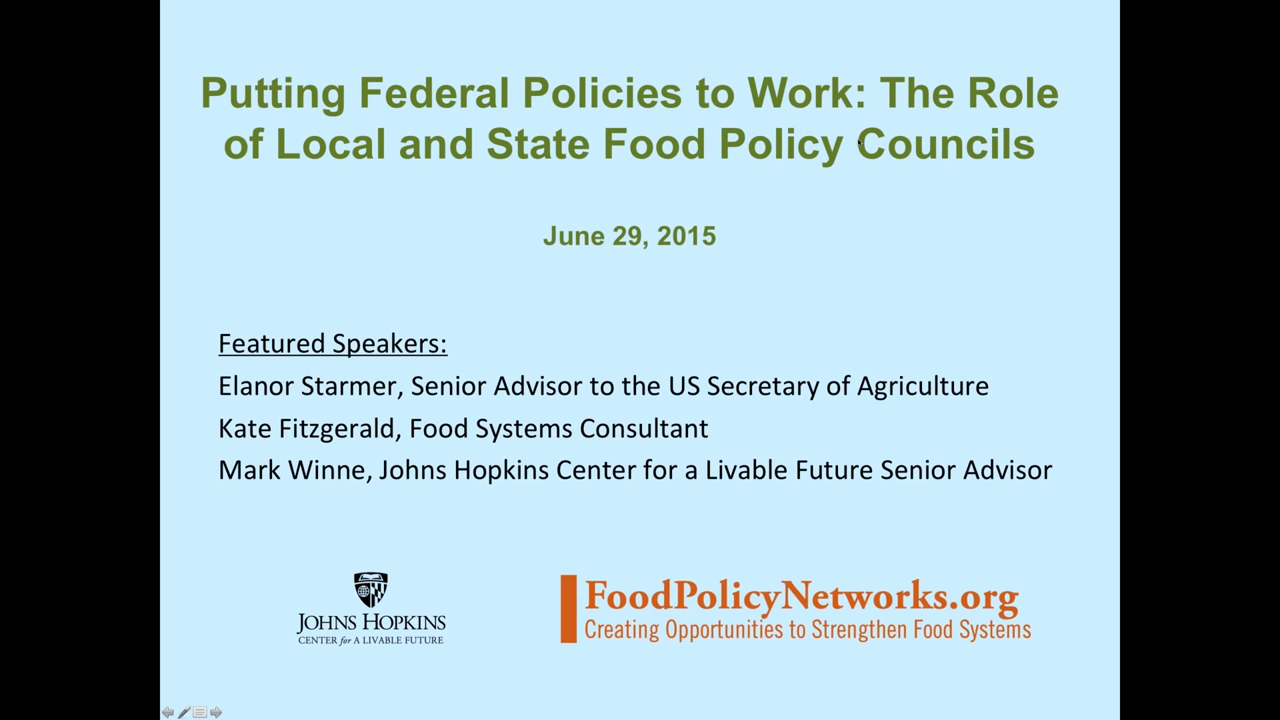 Putting Federal Policies to Work: The Role
of Local and State Food Policy Councils
June 29, 2015
Featured Speakers:
Elanor Starmer, Senior Advisor to the US Secretary of Agriculture
Kate Fitzgerald, Food Systems Consultant
Mark Winne, Johns Hopkins Center for a Livable Future Senior Advisor
JOHNS HOPKINS
CENTER for A LIVABLE FUTURE
FoodPolicyNetworks.org
Creating Opportunities to Strengthen Food Systems